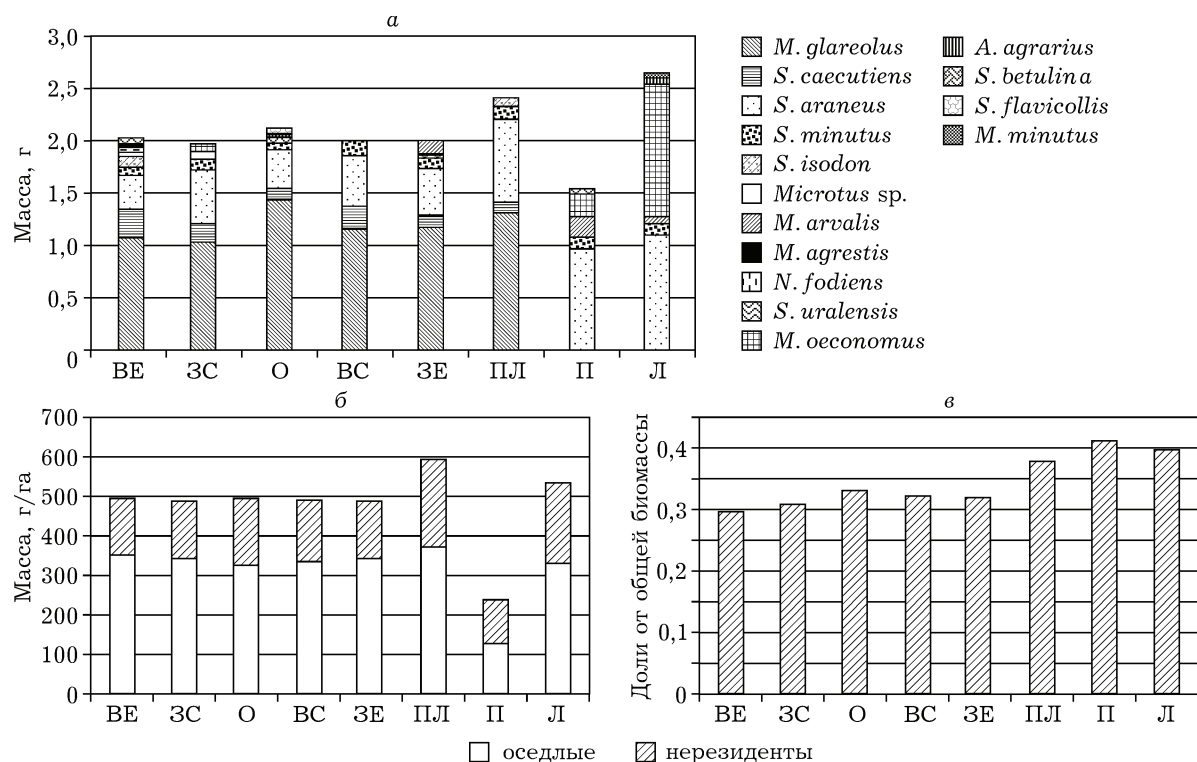 а
Масса, г
3,0
2,5
2,0
1,5
1,0
0,5
0
ВЕ ЗС О ВС ЗЕ ПЛ П Л
M. glareolus
S. caecutiens
S. araneus
S. minutus
S. isodon
Microtus sp.
M. arvalis
M. agrestis
N. fodiens
S. uralensis
M. oeconomus
A. agrarius
S. betulina
S. flavicollis
M. minutus
б
Масса, г/га
700
600
500
400
300
200
100
0
ВЕ ЗС О ВС ЗЕ ПЛ П Л
в
Доли от общей биомассы
0,4
0,3
0,2
0,1
0
ВЕ ЗС О ВС ЗЕ ПЛ П Л
оседлые нерезиденты